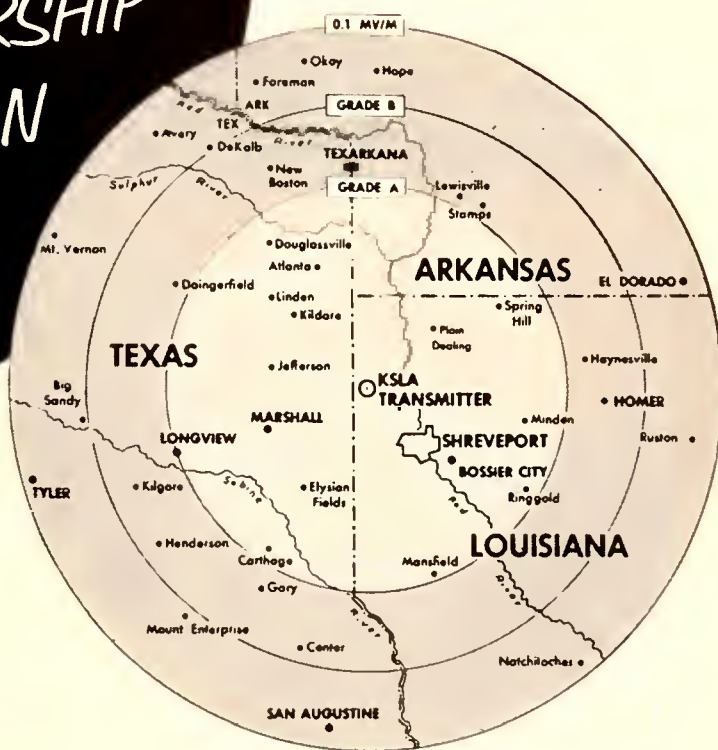 RSHIP
N
0.1 MV/M
Okay
Hope
Foreman
ARK
GRADE B
Red
TEX
River
Avery
DeKalb
TEXARKANA
New
Boston
GRADE A
Sulphur
River
Lewisville
Stamps
Mt. Vernon
Douglassville
Atlanta
ARKANSAS
EL DORADO
Daingerfield
Linden
Spring
Hill
Kildare
Plain
Dealing
TEXAS
Haynesville
Jefferson
KSLA
TRANSMITTER
Big
Sandy
HOMER
MARSHALL
Minden
SHREVEPORT
Ruston
LONGVIEW
BOSSIER CITY
TYLER
Kilgore
Sabine
Elysian
Fields
Ringgold
Red
Henderson
LOUISIANA
Carthage
Mansfield
Gary
River
River
Mount Enterprise
Center
Natchitoches
SAN AUGUSTINE